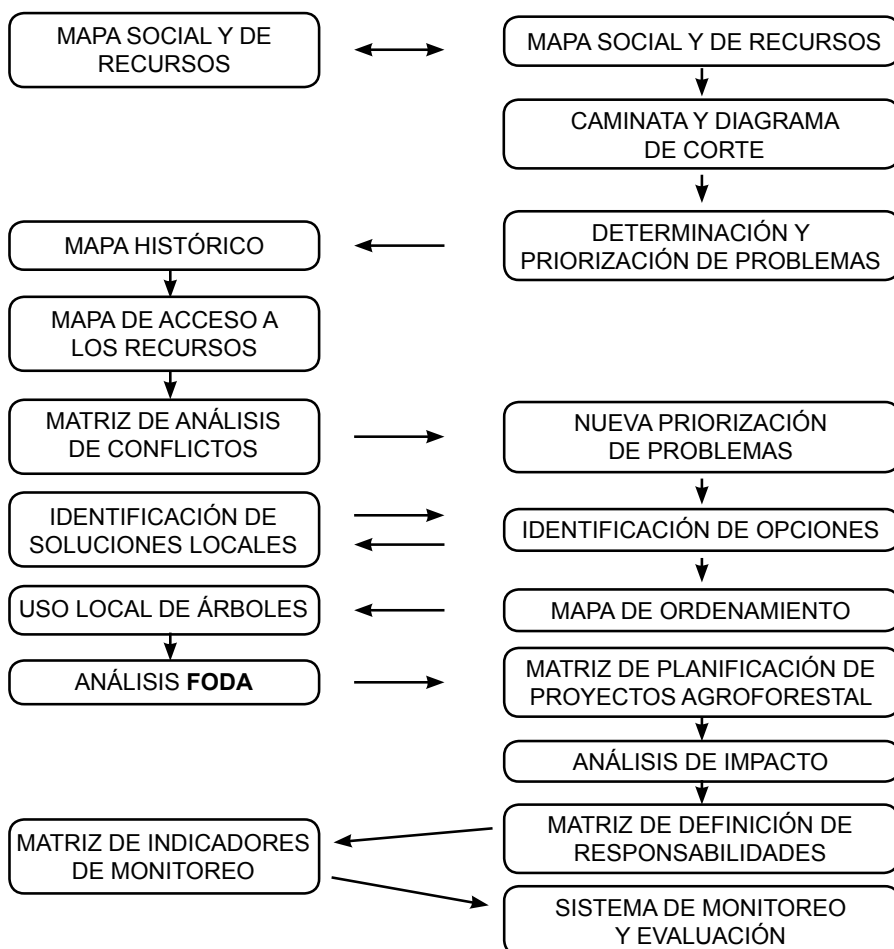 MAPA SOCIAL Y DE
RECURSOS
MAPA SOCIAL Y DE RECURSOS
CAMINATA Y DIAGRAMA
DE CORTE
DETERMINACIÓN Y
PRIORIZACIÓN DE PROBLEMAS
MAPA HISTÓRICO
MAPA DE ACCESO A
LOS RECURSOS
MATRIZ DE ANÁLISIS
DE CONFLICTOS
NUEVA PRIORIZACIÓN
DE PROBLEMAS
IDENTIFICACIÓN DE
SOLUCIONES LOCALES
IDENTIFICACIÓN DE OPCIONES
USO LOCAL DE ÁRBOLES
MAPA DE ORDENAMIENTO
ANÁLISIS FODA
MATRIZ DE PLANIFICACIÓN DE
PROYECTOS AGROFORESTAL
ANÁLISIS DE IMPACTO
MATRIZ DE DEFINICIÓN DE
RESPONSABILIDADES
MATRIZ DE INDICADORES
DE MONITOREO
SISTEMA DE MONITOREO
Y EVALUACIÓN